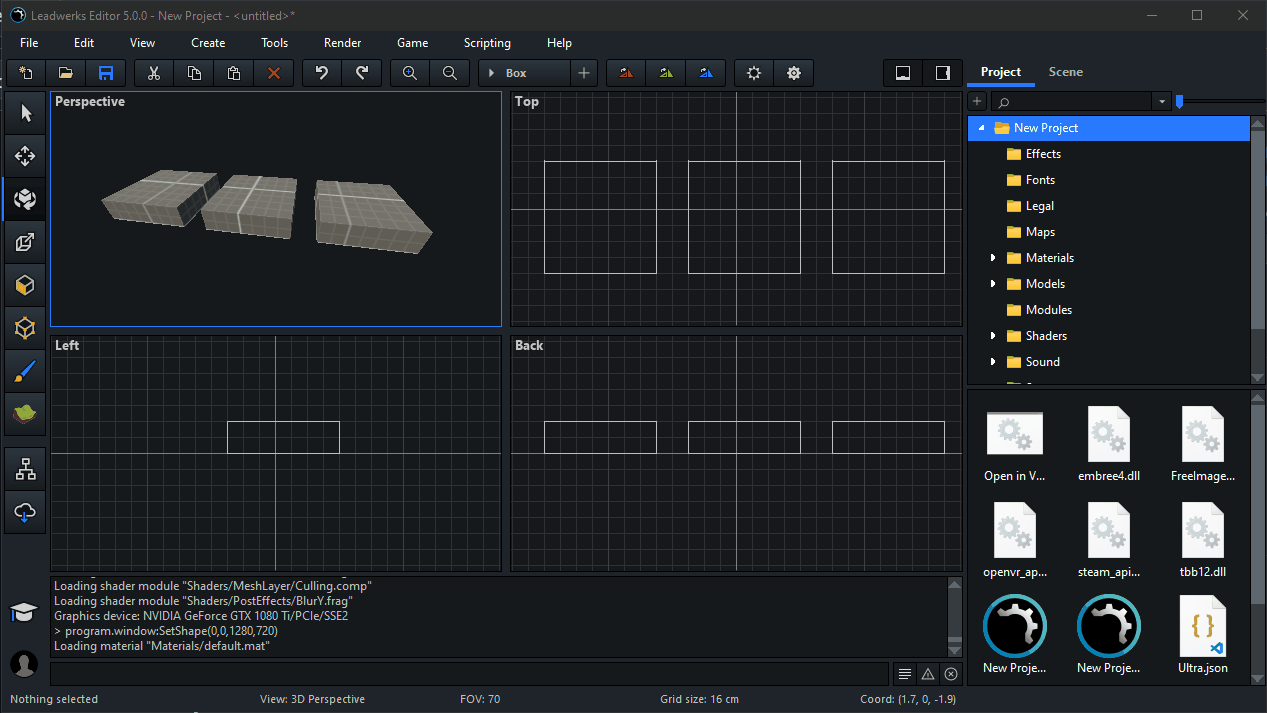 Leadwerks Editor 5.0.0 - New Project - <untitled>*
File Edit View Create Tools Render Game Scripting Help
Box
Project Scene
Perspective
Top
Left
Back
New Project
Effects
Fonts
Legal
Maps
Materials
Models
Modules
Shaders
Sound
Open in V... embree4.dll FreeImage...
openvr_ap... steam_api... tbb12.dll
New Proje... New Proje... Ultra.json
Loading shader module "Shaders/MeshLayer/Culling.comp"
Loading shader module "Shaders/PostEffects/BlurY.frag"
Graphics device: NVIDIA GeForce GTX 1080 Ti/PCIe/SSE2
> program.window:SetShape(0,0,1280,720)
Loading material "Materials/default.mat"
Nothing selected View: 3D Perspective FOV: 70 Grid size: 16 cm Coord: (1.7, 0, -1.9)